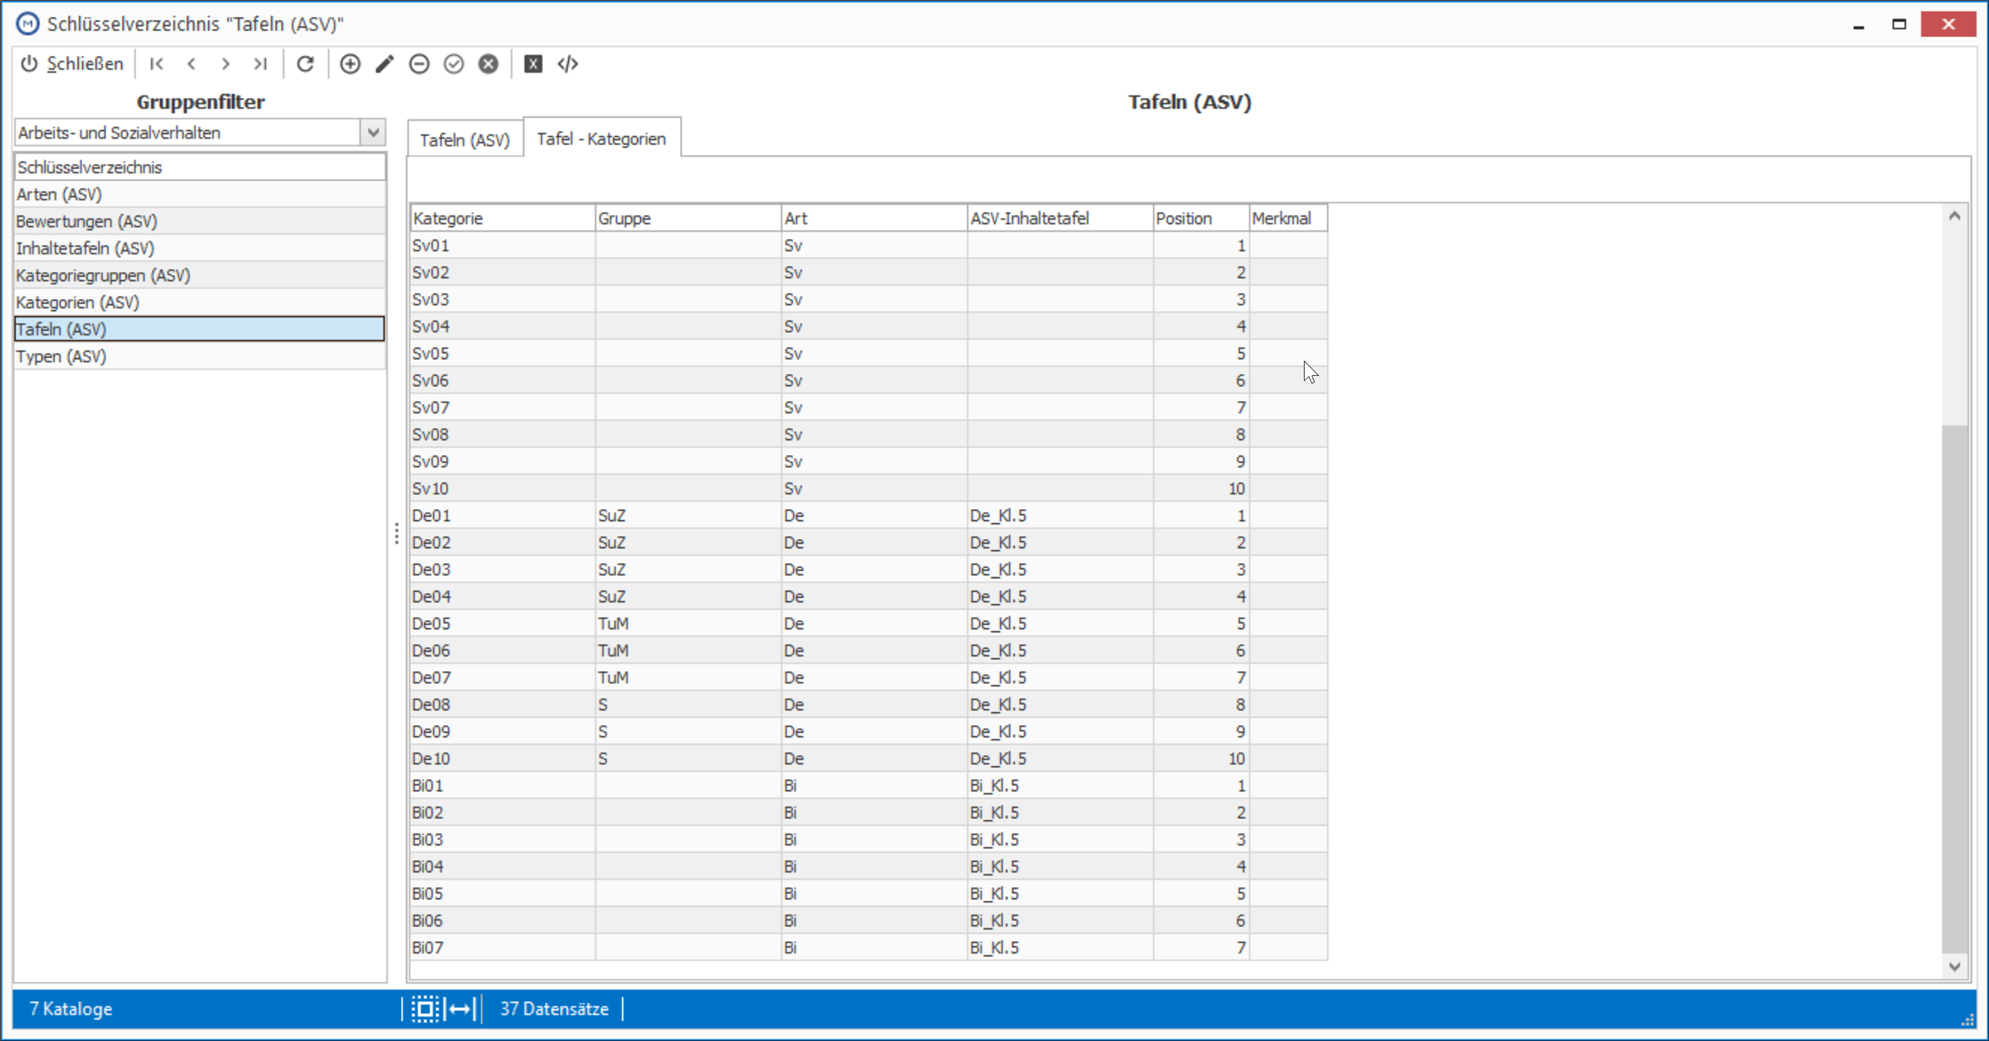 Schlüsselverzeichnis "Tafeln (ASV)"
Schließen
Gruppenfilter
Arbeits- und Sozialverhalten
Schlüsselverzeichnis
Arten (ASV)
Bewertungen (ASV)
Inhaltetafeln (ASV)
Kategoriegruppen (ASV)
Kategorien (ASV)
Tafeln (ASV)
Typen (ASV)
Tafeln (ASV)
Tafeln (ASV) Tafel - Kategorien
Kategorie Gruppe Art ASV-Inhaltetafel Position Merkmal
Sv01 Sv 1
Sv02 Sv 2
Sv03 Sv 3
Sv04 Sv 4
Sv05 Sv 5
Sv06 Sv 6
Sv07 Sv 7
Sv08 Sv 8
Sv09 Sv 9
Sv10 Sv 10
De01 SuZ De De_Kl.5 1
De02 SuZ De De_Kl.5 2
De03 SuZ De De_Kl.5 3
De04 SuZ De De_Kl.5 4
De05 TuM De De_Kl.5 5
De06 TuM De De_Kl.5 6
De07 TuM De De_Kl.5 7
De08 S De De_Kl.5 8
De09 S De De_Kl.5 9
De10 S De De_Kl.5 10
Bi01 Bi Bi_Kl.5 1
Bi02 Bi Bi_Kl.5 2
Bi03 Bi Bi_Kl.5 3
Bi04 Bi Bi_Kl.5 4
Bi05 Bi Bi_Kl.5 5
Bi06 Bi Bi_Kl.5 6
Bi07 Bi Bi_Kl.5 7
7 Kataloge
37 Datensätze